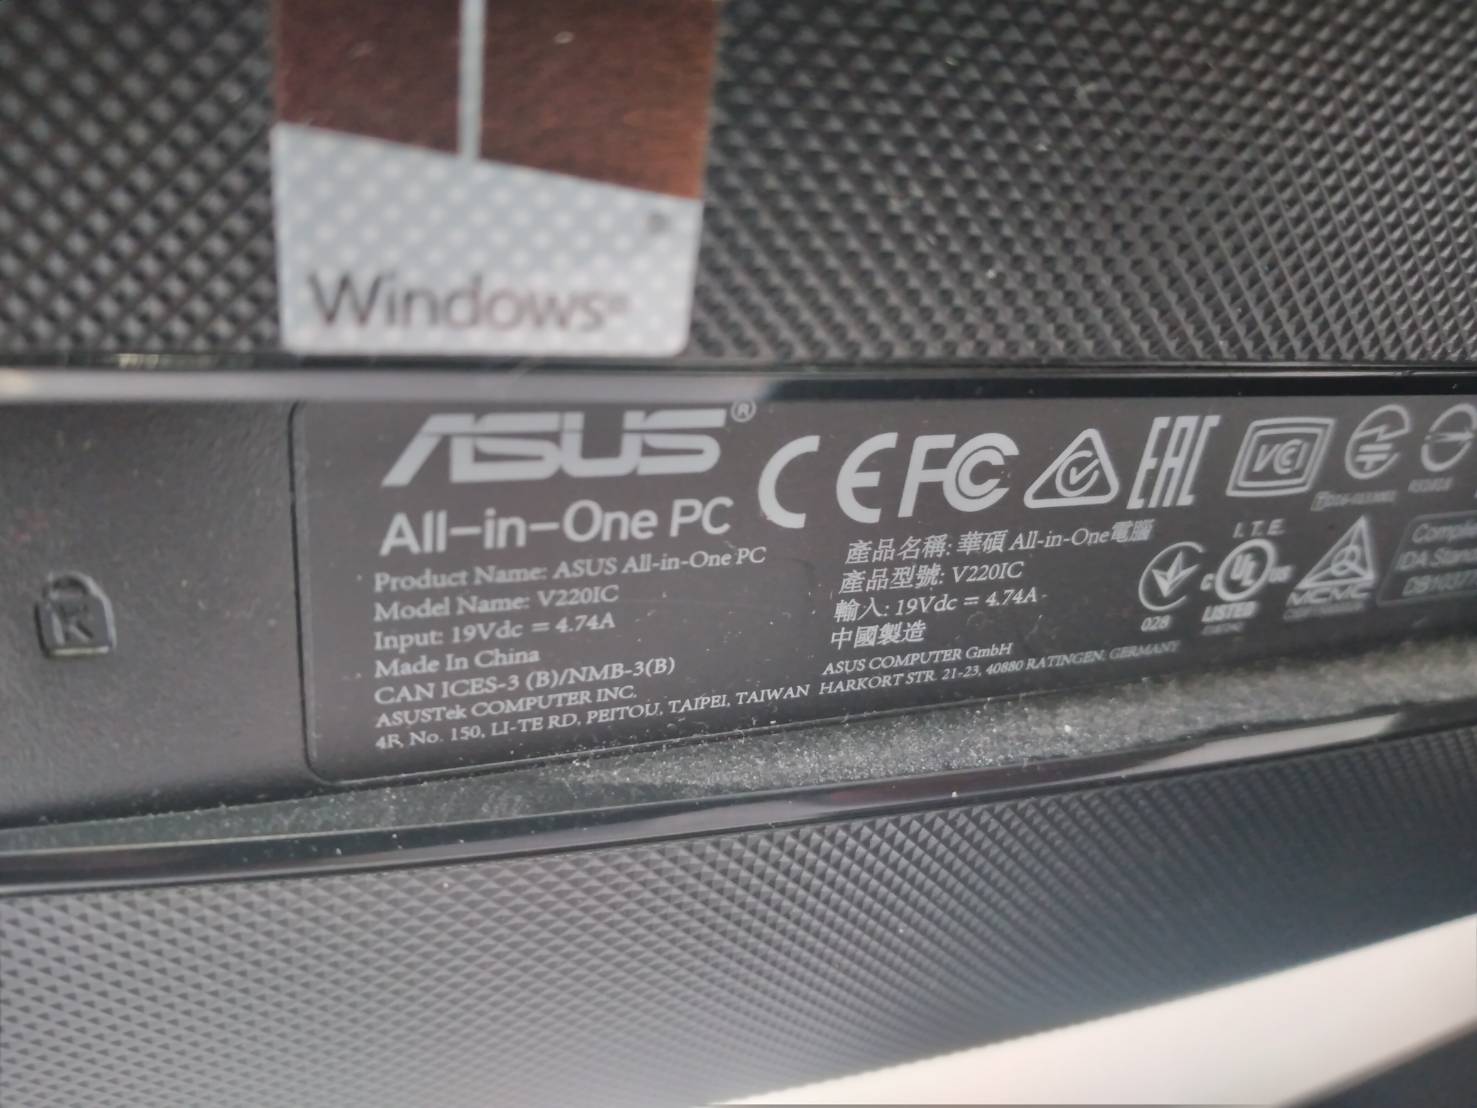 Windows®
ASUS®
All-in-One PC
Product Name: ASUS All-in-One PC
Model Name: V220IC
Input: 19Vdc = 4.74A
Made In China
CAN ICES-3 (B)/NMB-3(B)
ASUSTek COMPUTER INC.
4F, No. 150, LI-TE RD, PEITOU, TAIPEI, TAIWAN
CE FC EAC VCI
產品名稱: 華碩 All-in-One電腦
產品型號: V220IC
輸入: 19Vdc = 4.74A
中國製造
ASUS COMPUTER GmbH
HARKORT STR. 21-23, 40880 RATINGEN, GERMANY
028
I.T.E.
c UL US
LISTED
MCMC
IDA
K